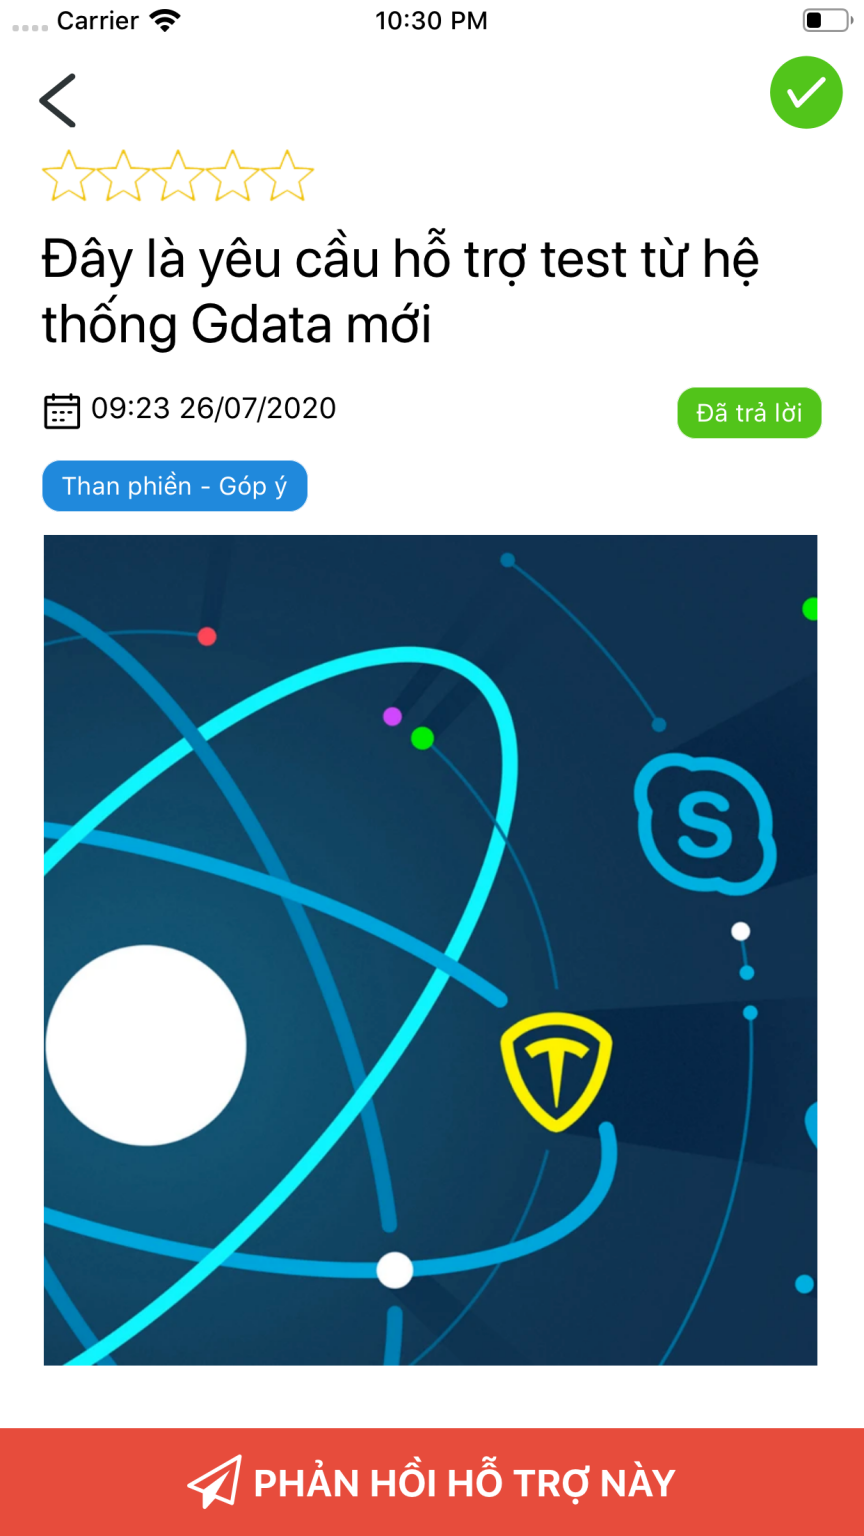 Carrier 10:30 PM
Đây là yêu cầu hỗ trợ test từ hệ
thống Gdata mới
09:23 26/07/2020
Đã trả lời
Than phiền - Góp ý
S
T
PHẢN HỒI HỖ TRỢ NÀY